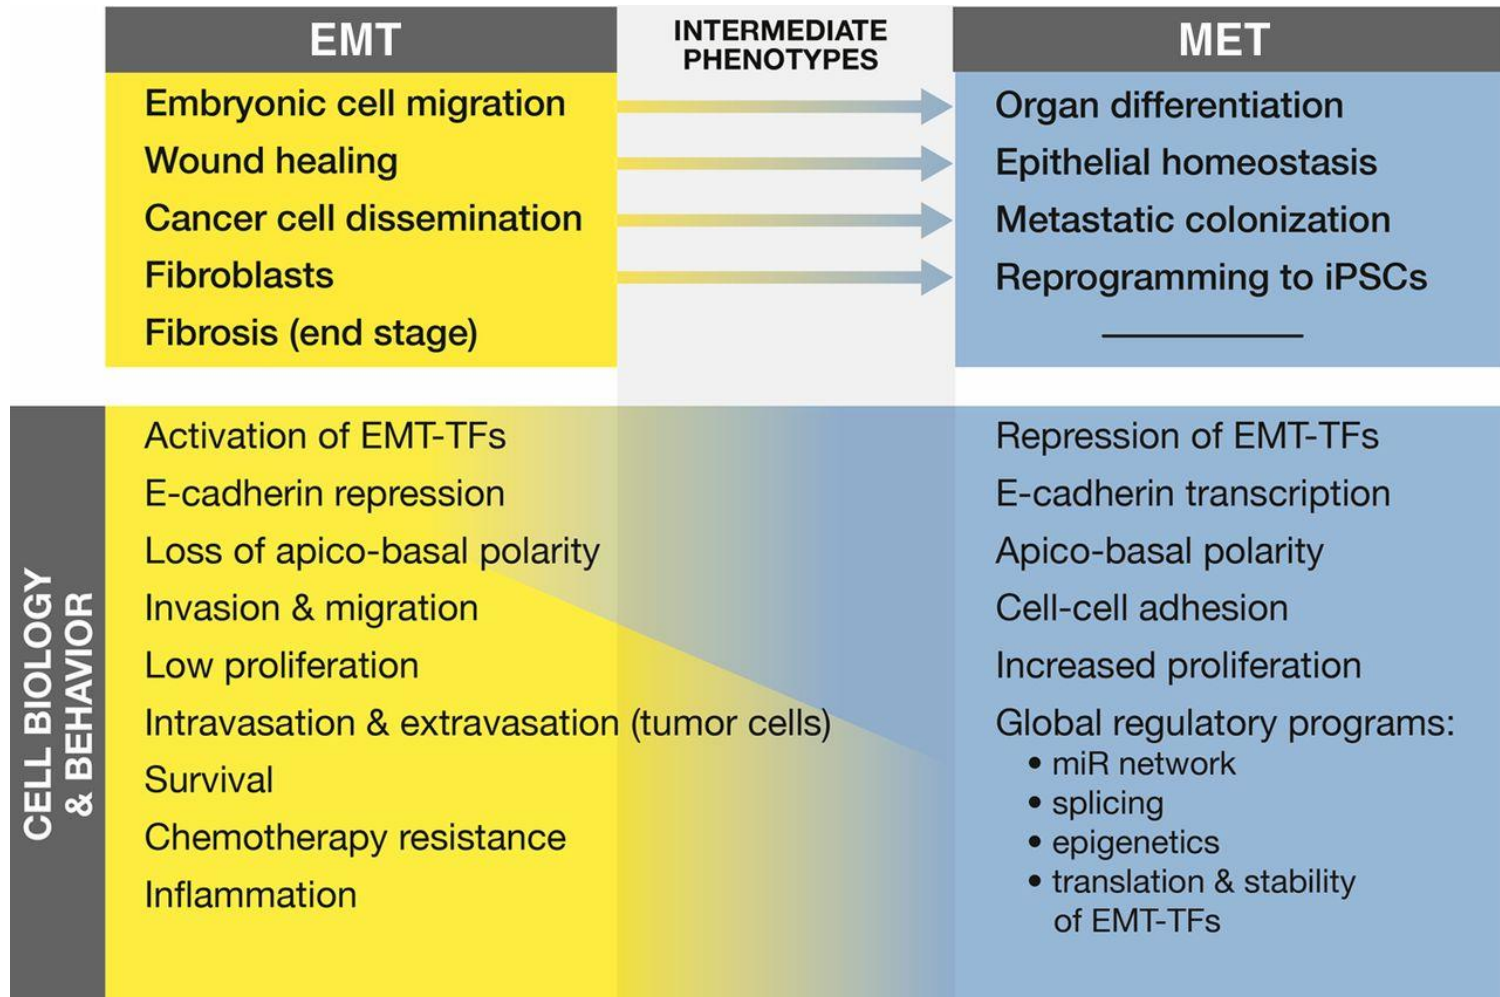 EMT
INTERMEDIATE
PHENOTYPES
MET
Embryonic cell migration
Organ differentiation
Wound healing
Epithelial homeostasis
Cancer cell dissemination
Metastatic colonization
Fibroblasts
Reprogramming to iPSCs
Fibrosis (end stage)
CELL BIOLOGY
& BEHAVIOR
Activation of EMT-TFs
E-cadherin repression
Loss of apico-basal polarity
Invasion & migration
Low proliferation
Intravasation & extravasation (tumor cells)
Survival
Chemotherapy resistance
Inflammation
Repression of EMT-TFs
E-cadherin transcription
Apico-basal polarity
Cell-cell adhesion
Increased proliferation
Global regulatory programs:
• miR network
• splicing
• epigenetics
• translation & stability
of EMT-TFs